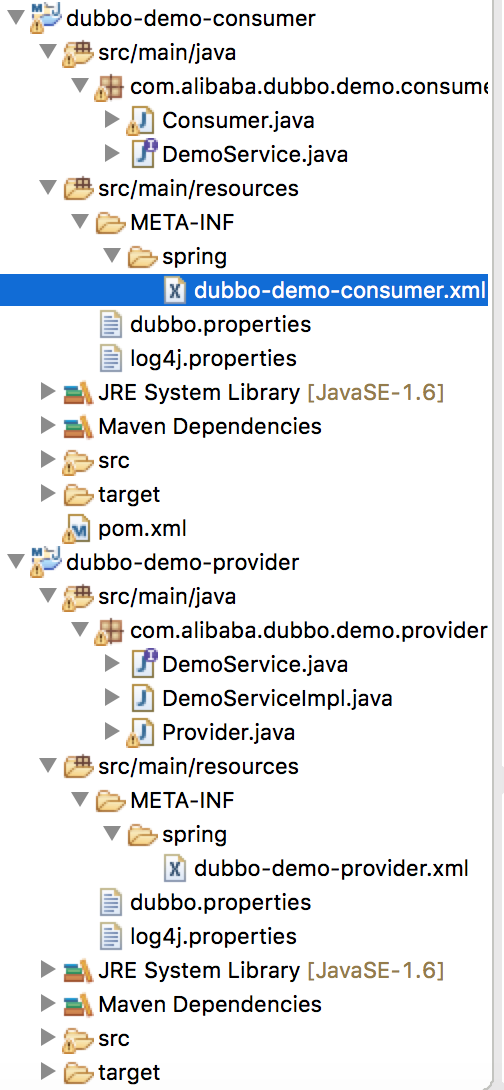 dubbo-demo-consumer
src/main/java
com.alibaba.dubbo.demo.consume
Consumer.java
DemoService.java
src/main/resources
META-INF
spring
dubbo-demo-consumer.xml
dubbo.properties
log4j.properties
JRE System Library [JavaSE-1.6]
Maven Dependencies
src
target
pom.xml
dubbo-demo-provider
src/main/java
com.alibaba.dubbo.demo.provider
DemoService.java
DemoServiceImpl.java
Provider.java
src/main/resources
META-INF
spring
dubbo-demo-provider.xml
dubbo.properties
log4j.properties
JRE System Library [JavaSE-1.6]
Maven Dependencies
src
target